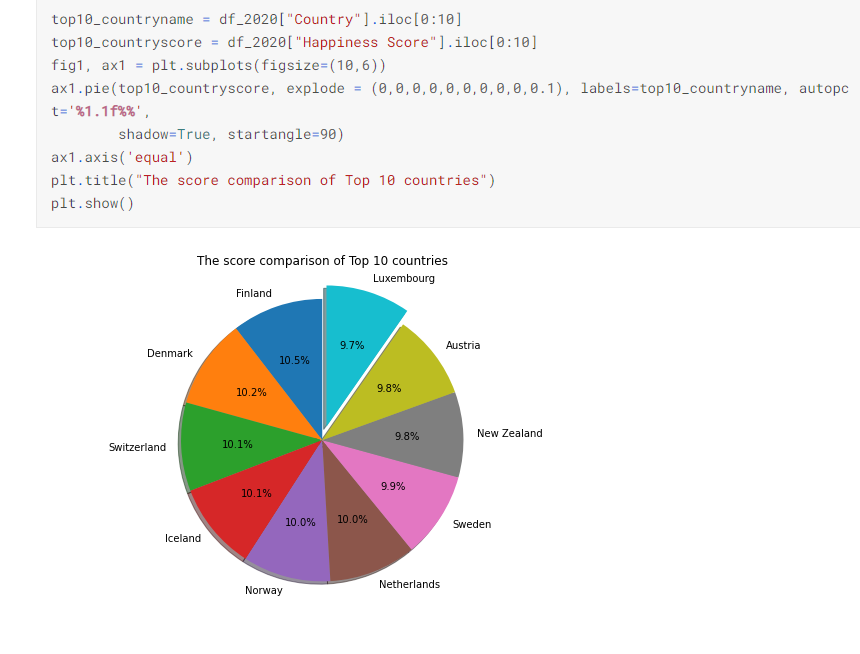 top10_countryname = df_2020["Country"].iloc[0:10]
top10_countryscore = df_2020["Happiness Score"].iloc[0:10]
fig1, ax1 = plt.subplots(figsize=(10,6))
ax1.pie(top10_countryscore, explode = (0,0,0,0,0,0,0,0,0,0.1), labels=top10_countryname, autopc
t='%1.1f%%',
        shadow=True, startangle=90)
ax1.axis('equal')
plt.title("The score comparison of Top 10 countries")
plt.show()
The score comparison of Top 10 countries
Luxembourg
Finland
9.7%
Austria
Denmark
10.5%
9.8%
10.2%
New Zealand
9.8%
Switzerland
10.1%
9.9%
10.1%
10.0%
10.0%
Sweden
Iceland
Netherlands
Norway